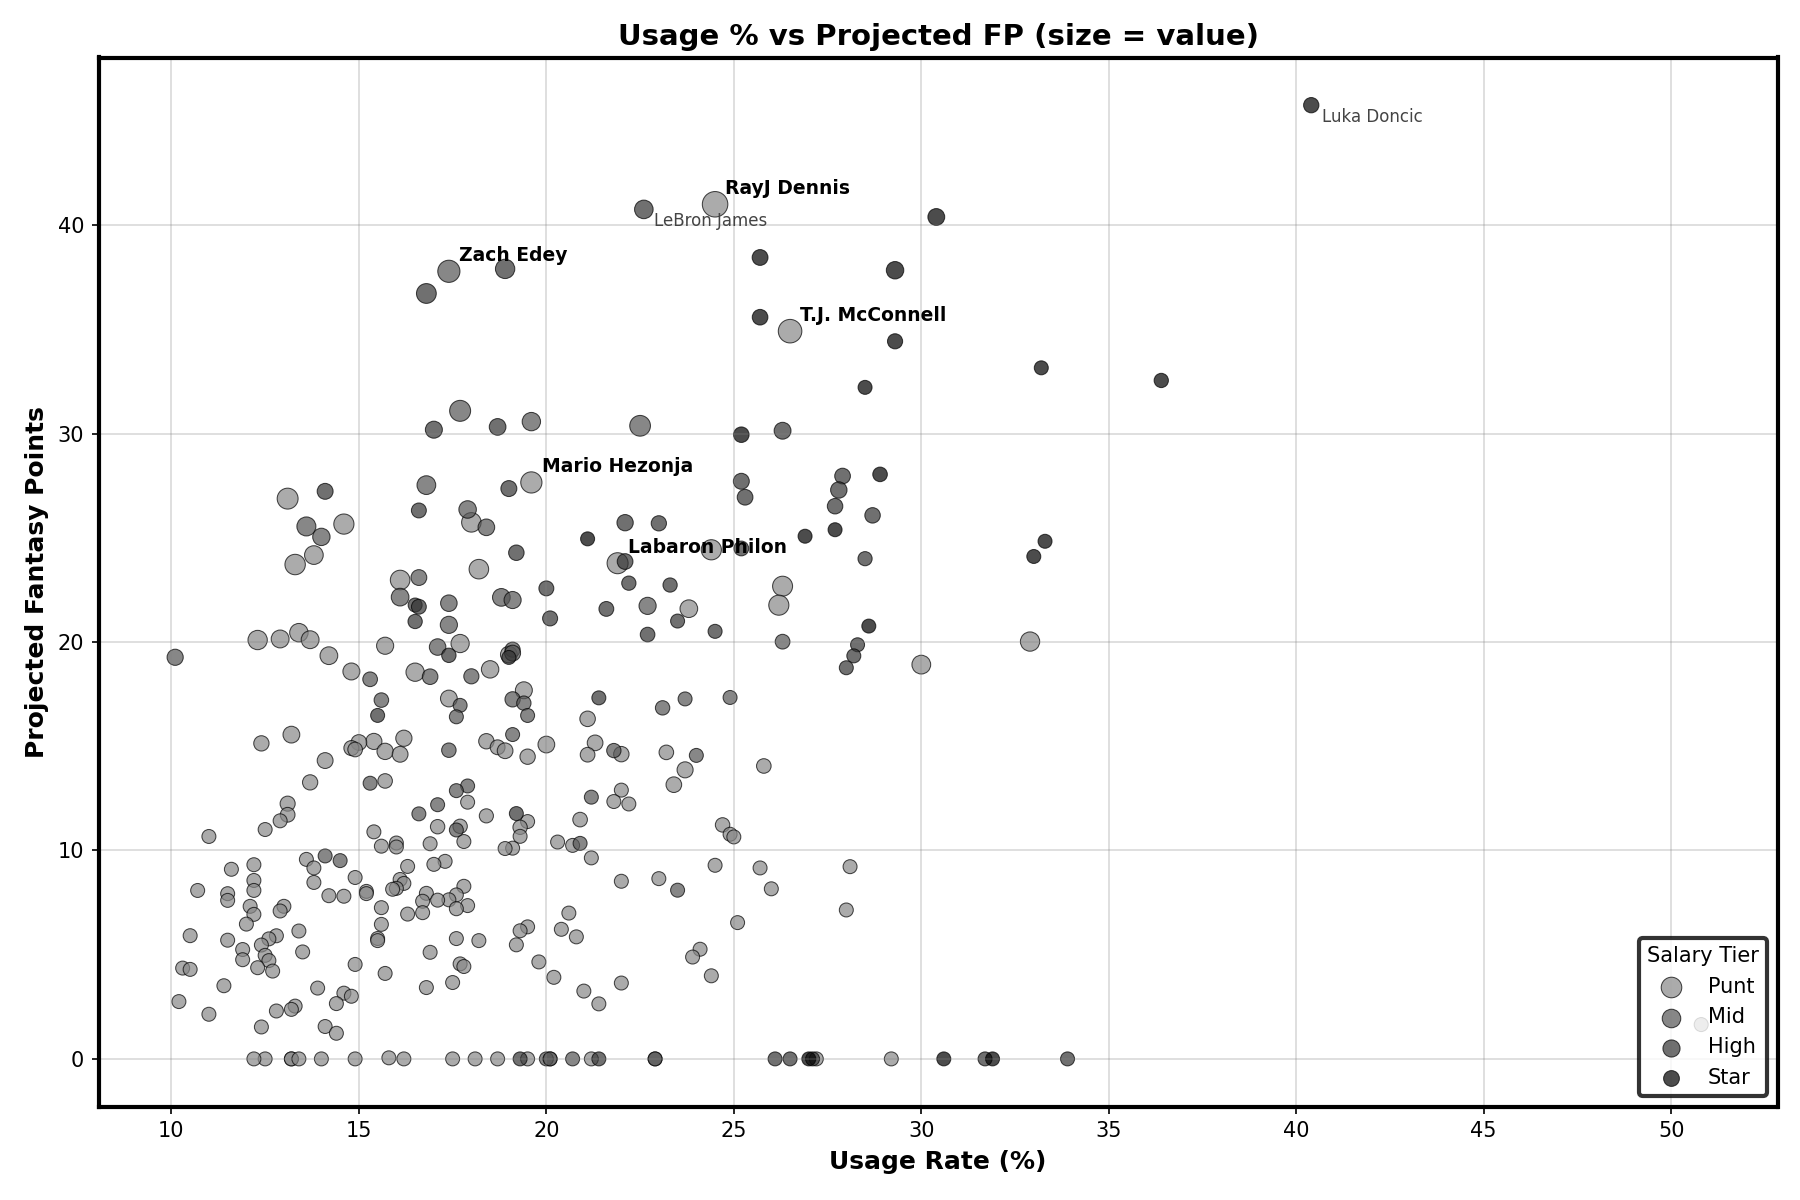 Usage % vs Projected FP (size = value)
Luka Doncic
RayJ Dennis
LeBron James
Zach Edey
T.J. McConnell
Mario Hezonja
Labaron Philon
Projected Fantasy Points
40
30
20
10
0
Salary Tier
Punt
Mid
High
Star
10 15 20 25 30 35 40 45 50
Usage Rate (%)